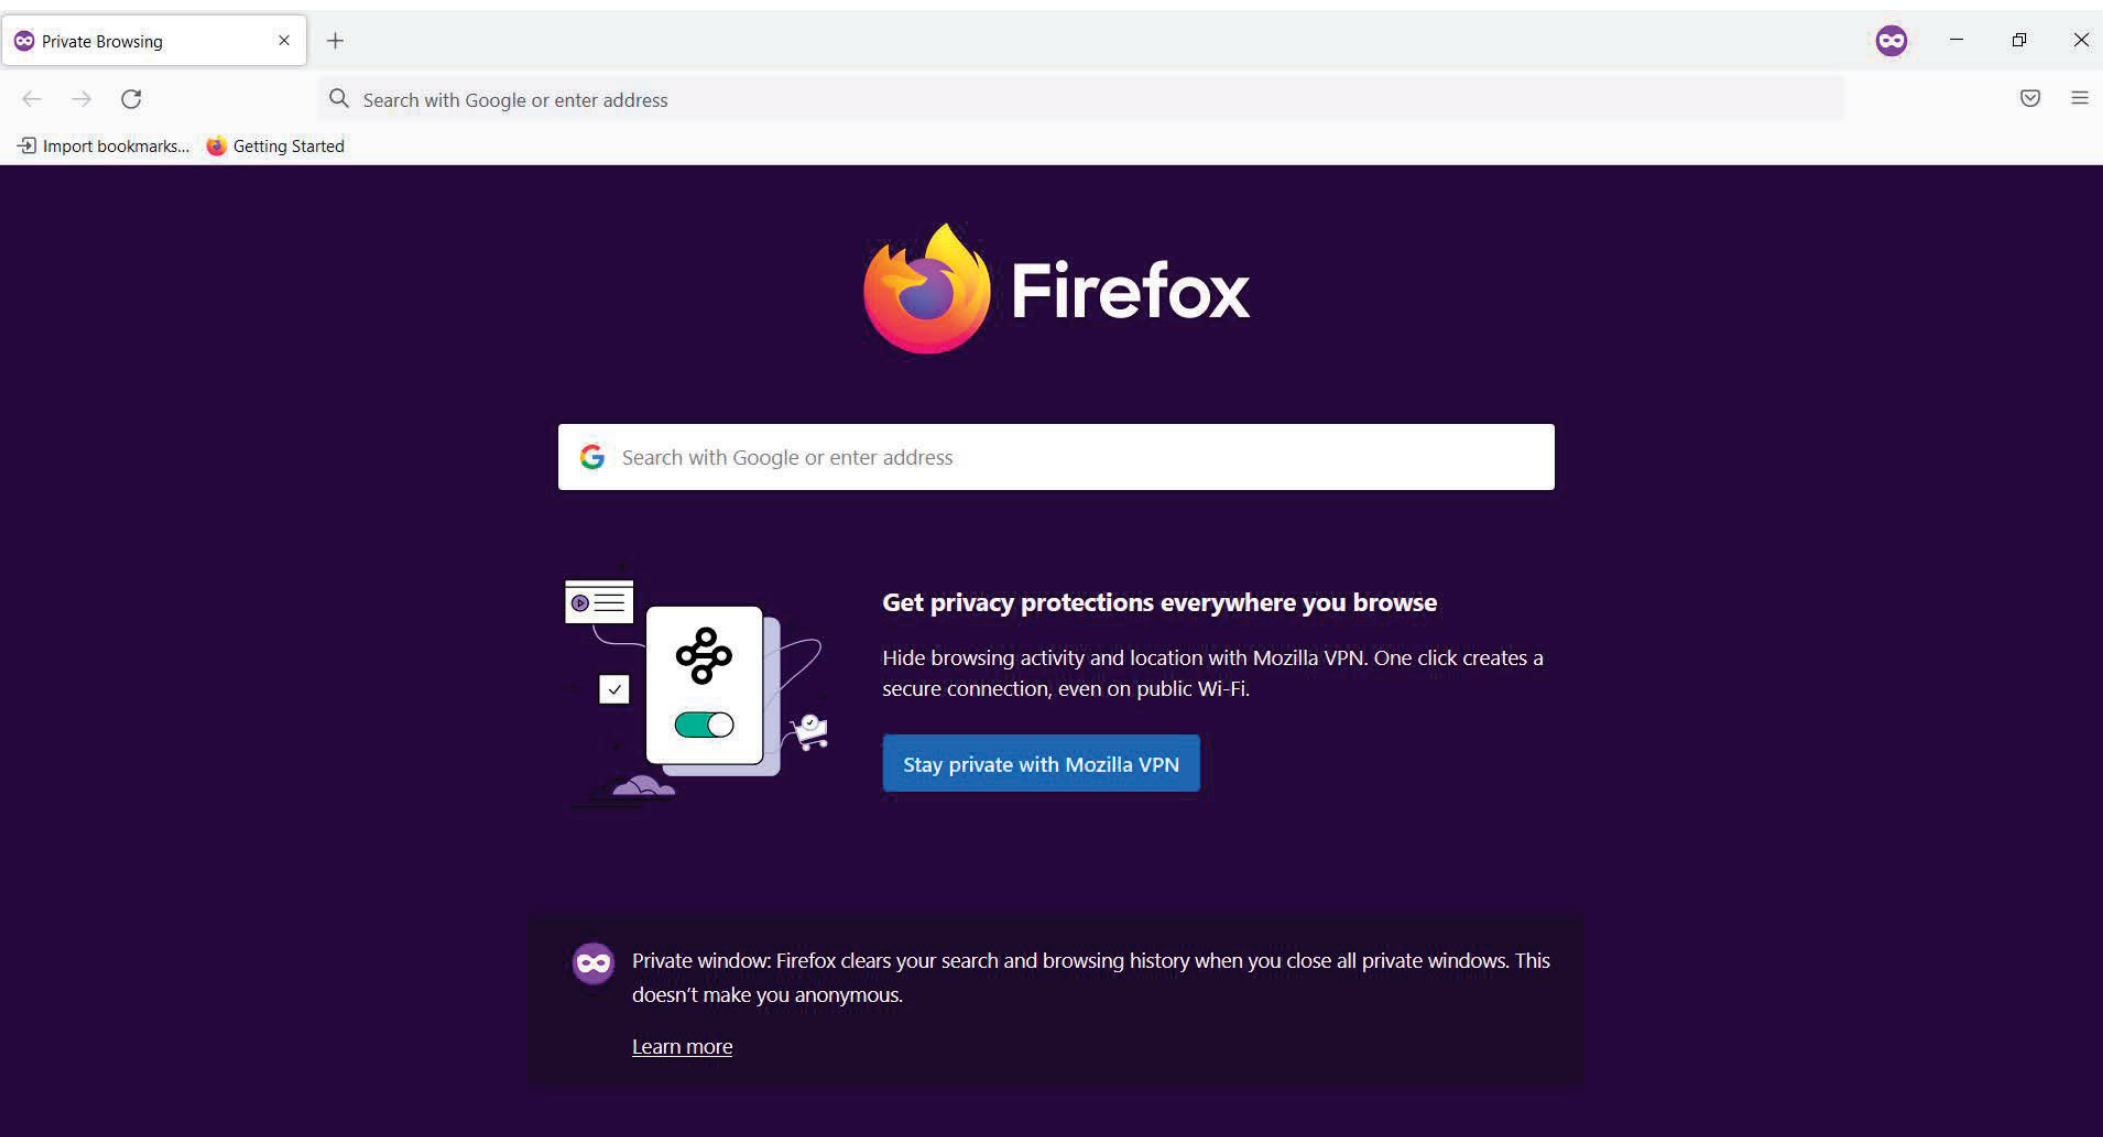 Private Browsing
Search with Google or enter address
Import bookmarks... Getting Started
Firefox
Search with Google or enter address
Get privacy protections everywhere you browse
Hide browsing activity and location with Mozilla VPN. One click creates a
secure connection, even on public Wi-Fi.
Stay private with Mozilla VPN
Private window: Firefox clears your search and browsing history when you close all private windows. This
doesn't make you anonymous.
Learn more